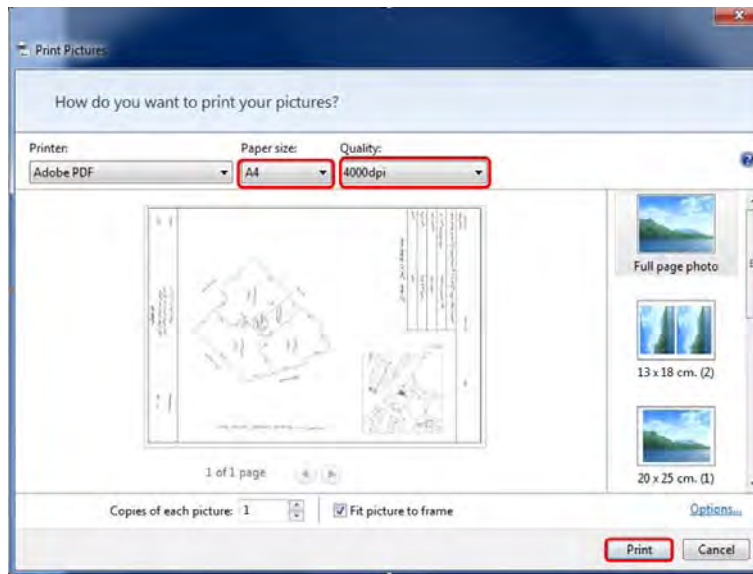 Print Pictures
How do you want to print your pictures?
Printer: Paper size: Quality:
Adobe PDF A4 4000dpi
Full page photo
13 x 18 cm. (2)
20 x 25 cm. (1)
1 of 1 page
Copies of each picture: 1 Fit picture to frame Options...
Print Cancel